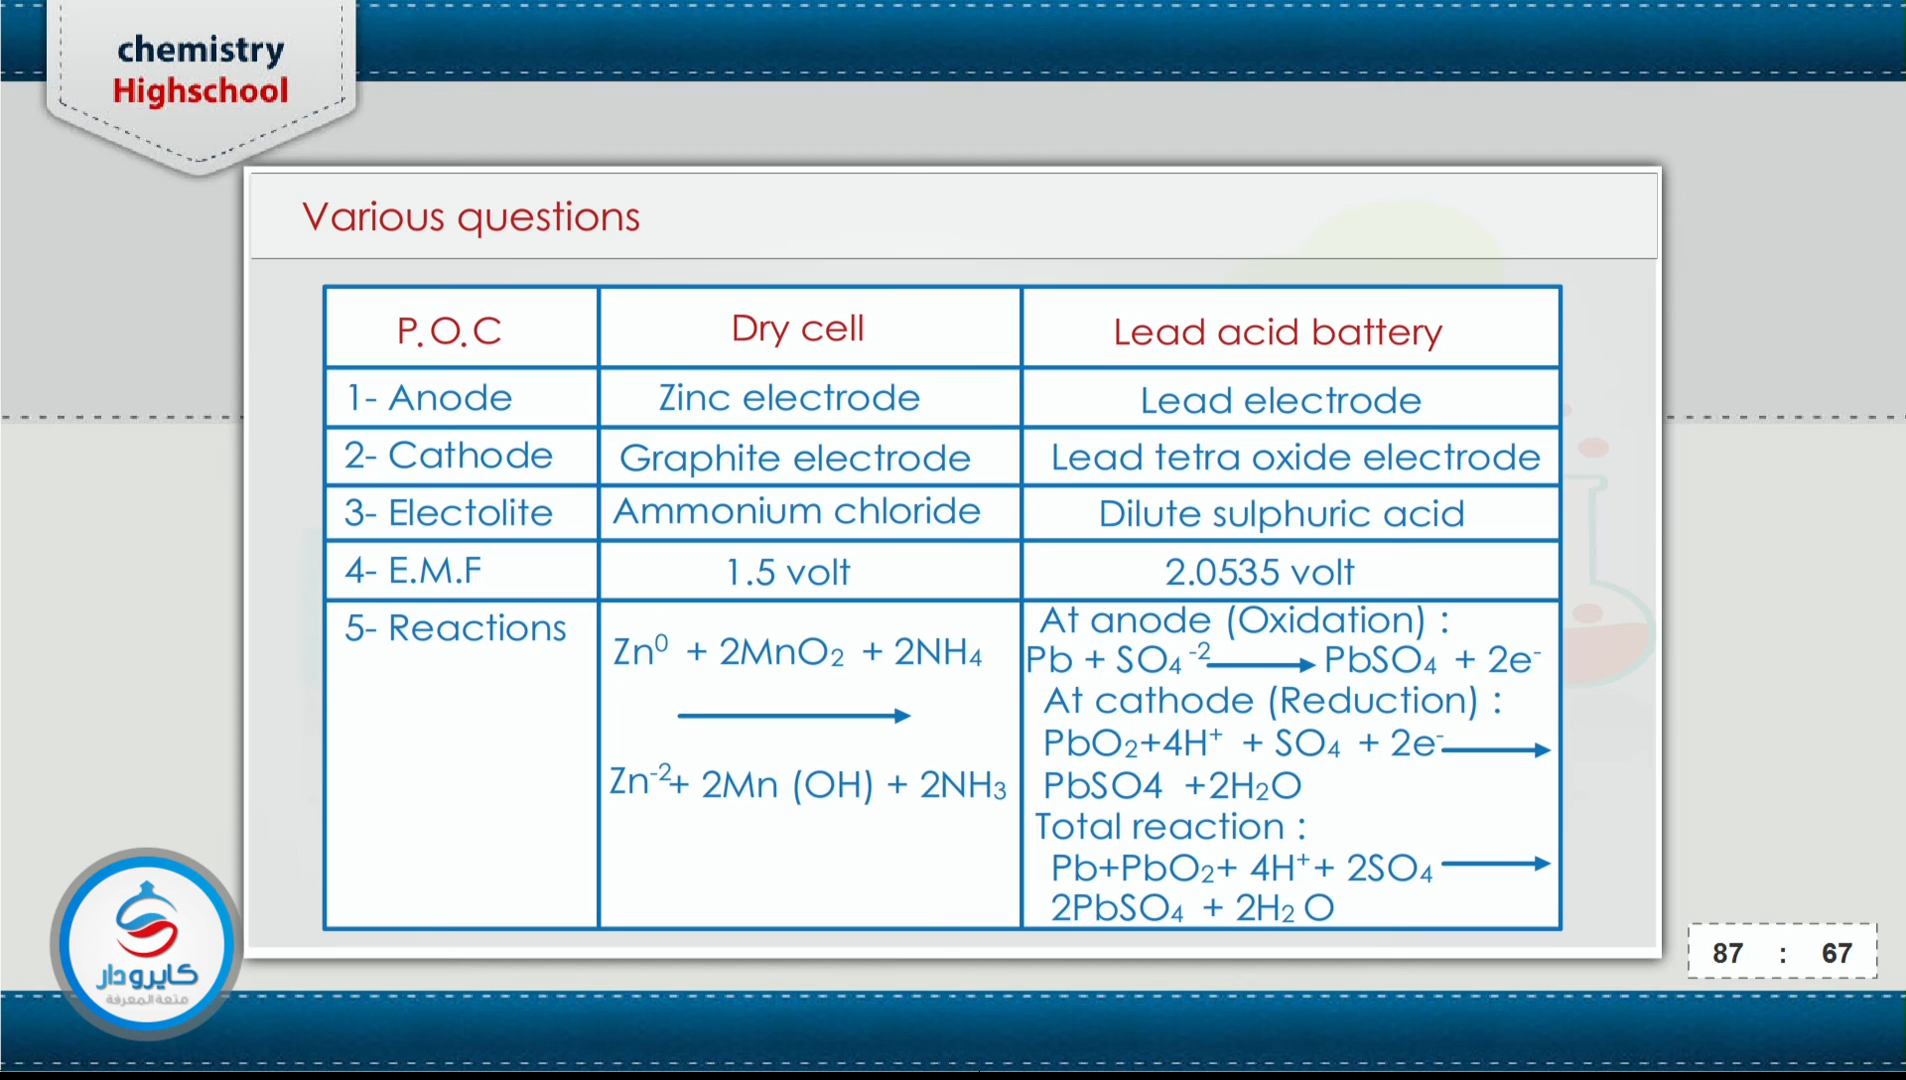 chemistry
Highschool
Various questions
P.O.C
Dry cell
Lead acid battery
1- Anode
Zinc electrode
Lead electrode
2- Cathode
Graphite electrode
Lead tetra oxide electrode
3- Electolite
Ammonium chloride
Dilute sulphuric acid
4- E.M.F
1.5 volt
2.0535 volt
5- Reactions
Zn⁰ + 2MnO₂ + 2NH₄
⟶
Zn⁻²+ 2Mn (OH) + 2NH₃
At anode (Oxidation) :
Pb + SO₄ ⁻² ⟶ PbSO₄ + 2e⁻
At cathode (Reduction) :
PbO₂+4H⁺ + SO₄ + 2e⁻ ⟶
PbSO4 +2H₂O
Total reaction :
Pb+PbO₂+ 4H⁺+ 2SO₄ ⟶
2PbSO₄ + 2H₂ O
كايرودار
متعة المعرفة
87 : 67